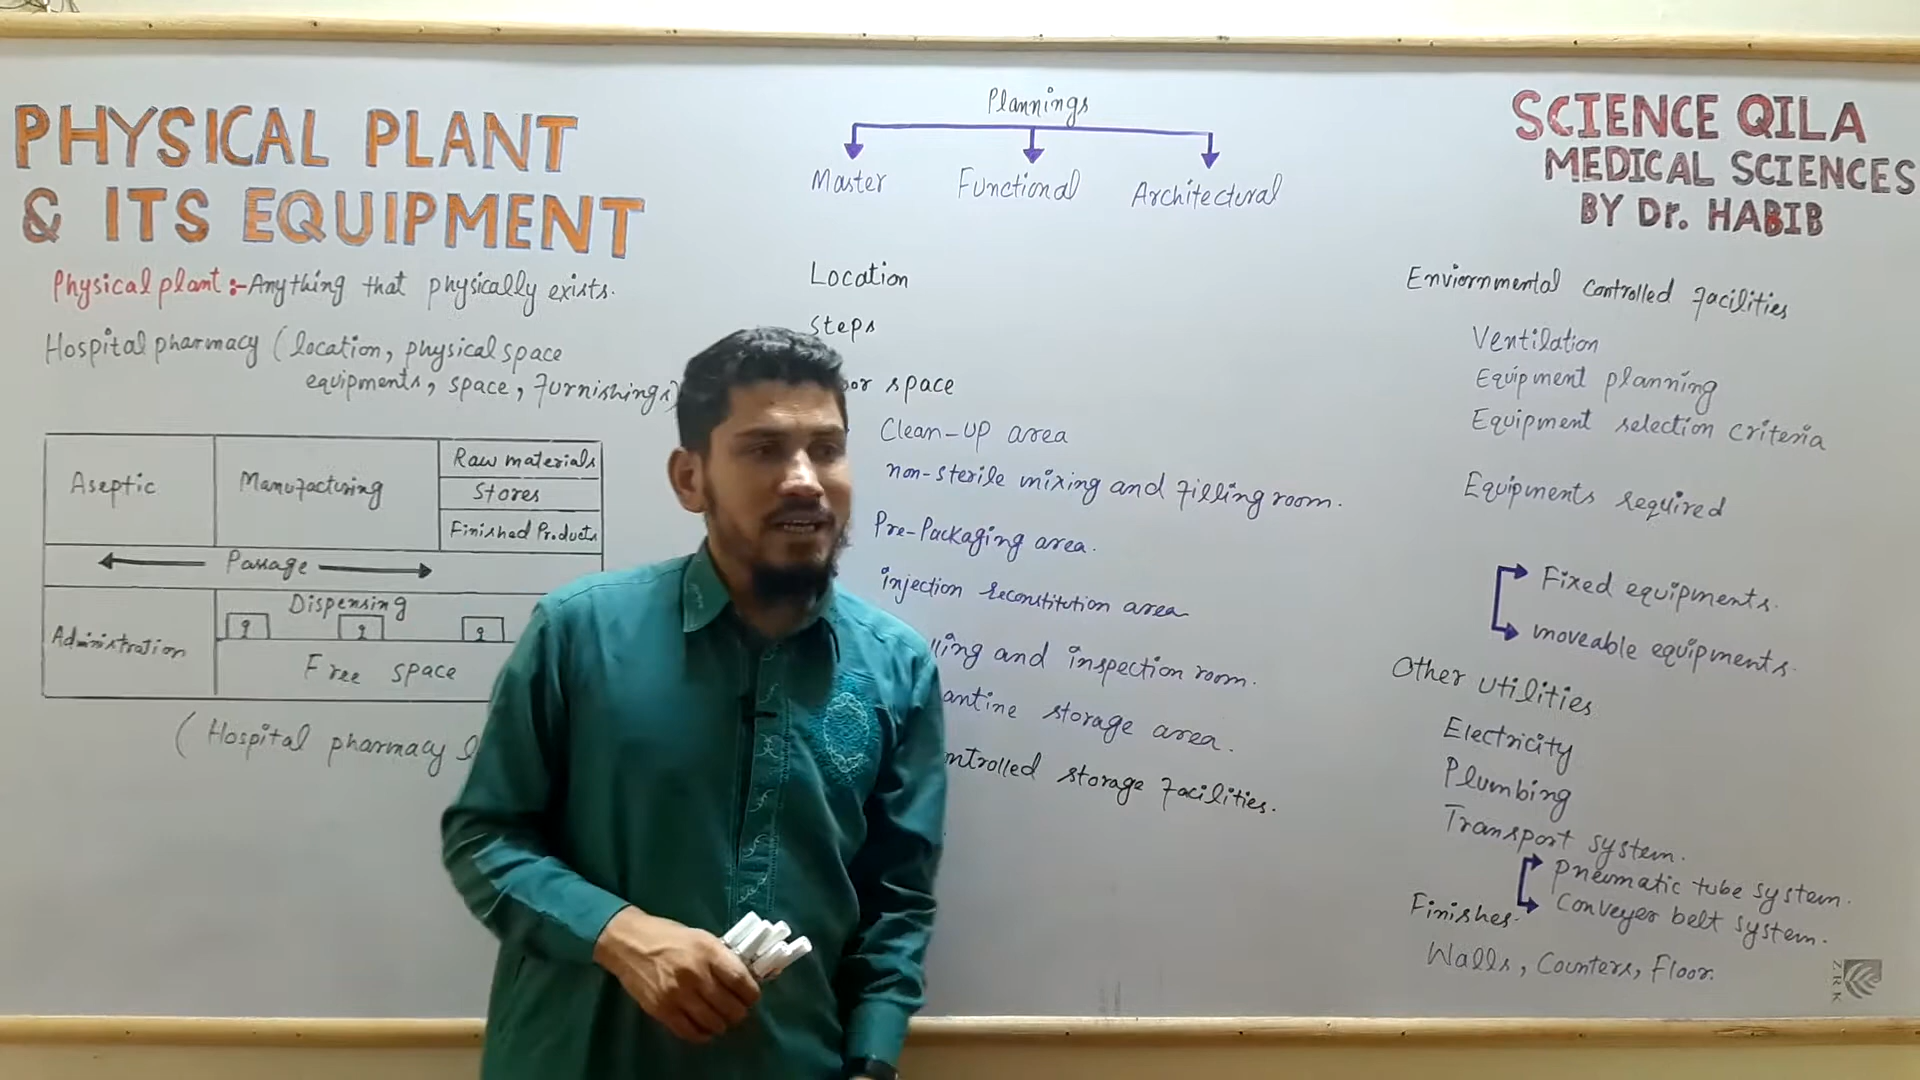 PHYSICAL PLANT
& ITS EQUIPMENT
Physical plant :- Anything that physically exists.
Hospital pharmacy (location, physical space
equipments, space, furnishings)
Aseptic
Manufacturing
Raw materials
Stores
Finished Products
Passage
Administration
Dispensing
Free space
(Hospital pharmacy
Plannings
Master
Functional
Architectural
Location
Steps
space
Clean-up area
non-sterile mixing and filling room.
Pre-Packaging area.
injection reconstitution area
and inspection room.
storage area.
storage facilities.
SCIENCE QILA
MEDICAL SCIENCES
BY Dr. HABIB
Enviornmental controlled facilities
Ventilation
Equipment planning
Equipment selection criteria
Equipments required
Fixed equipments.
moveable equipments.
Other utilities
Electricity
Plumbing
Transport system.
Pneumatic tube system.
Conveyer belt system.
Finishes.
Walls, Counters, Floor.
ZRK